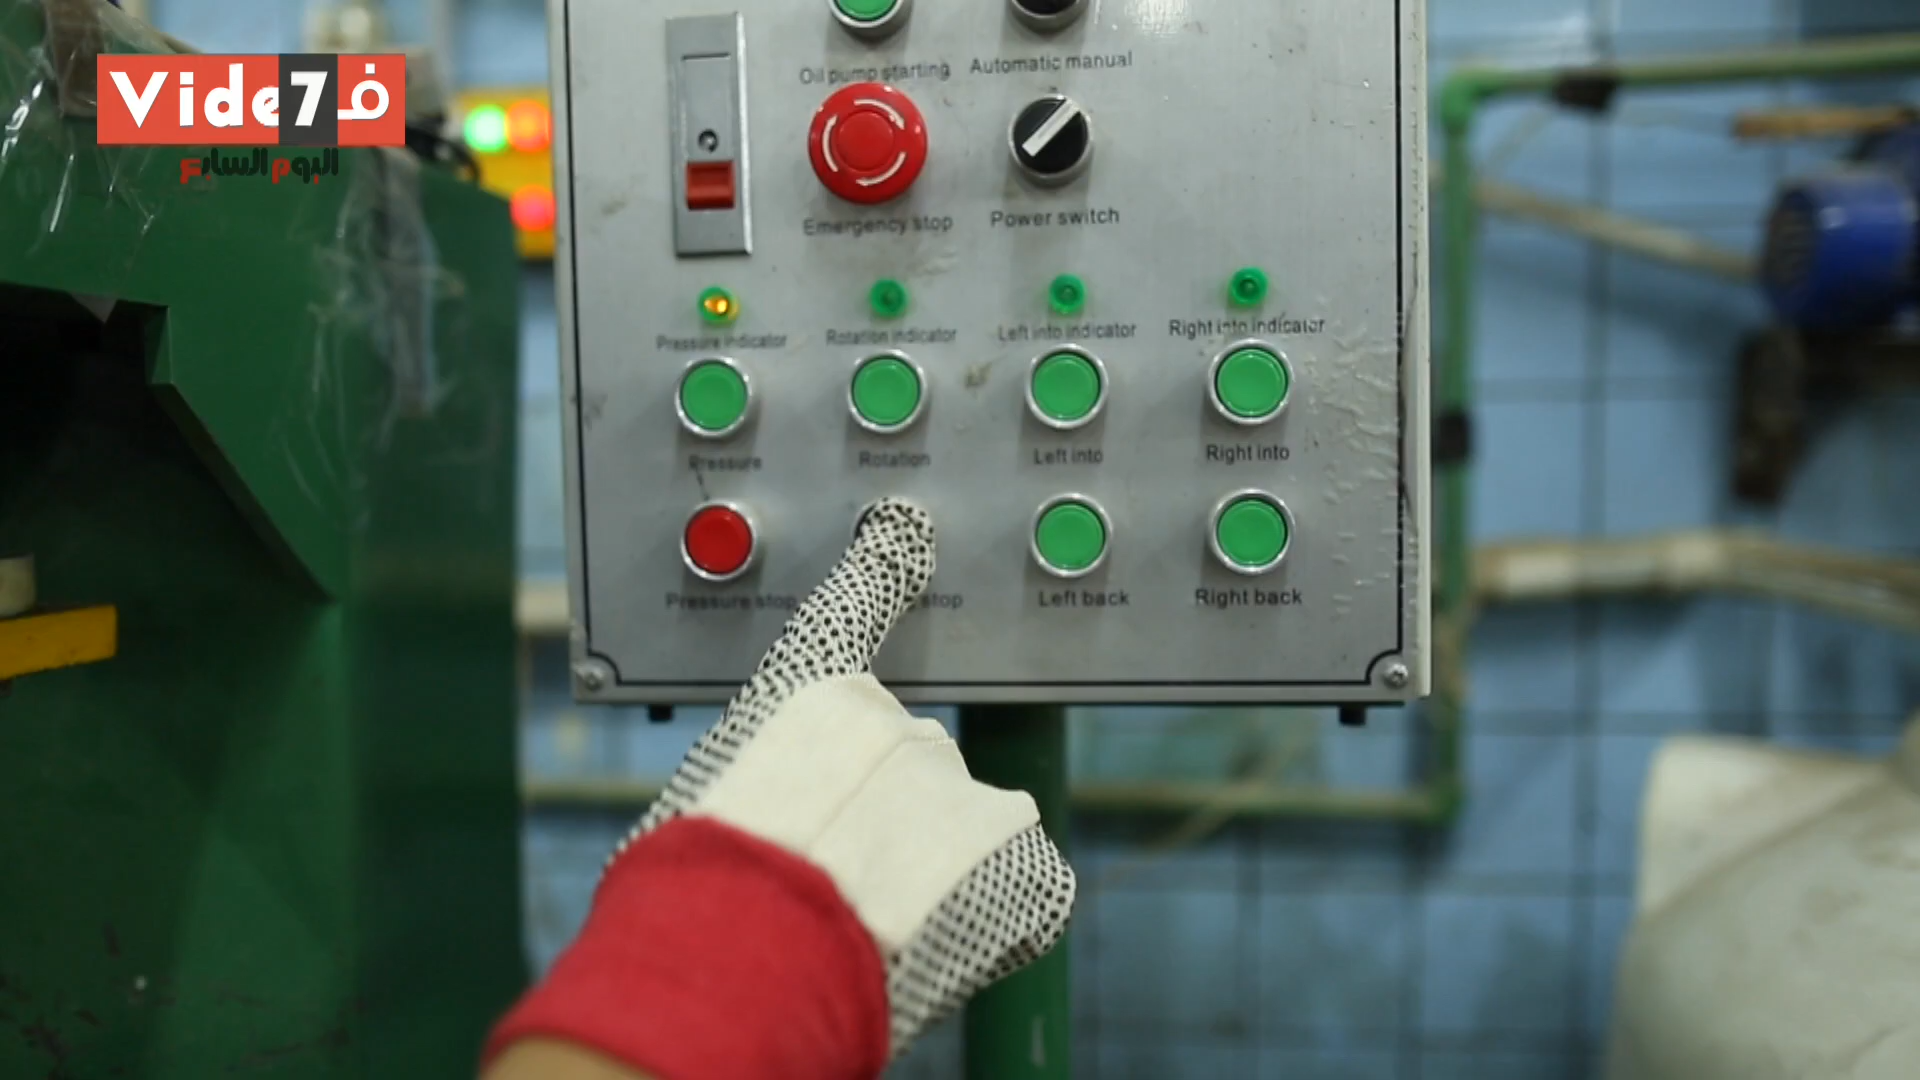 Vide7ف
اليوم السابع
Oil pump starting
Automatic manual
Emergency stop
Power switch
Pressure indicator
Rotation indicator
Left into indicator
Right into indicator
Pressure
Rotation
Left into
Right into
Pressure stop
stop
Left back
Right back